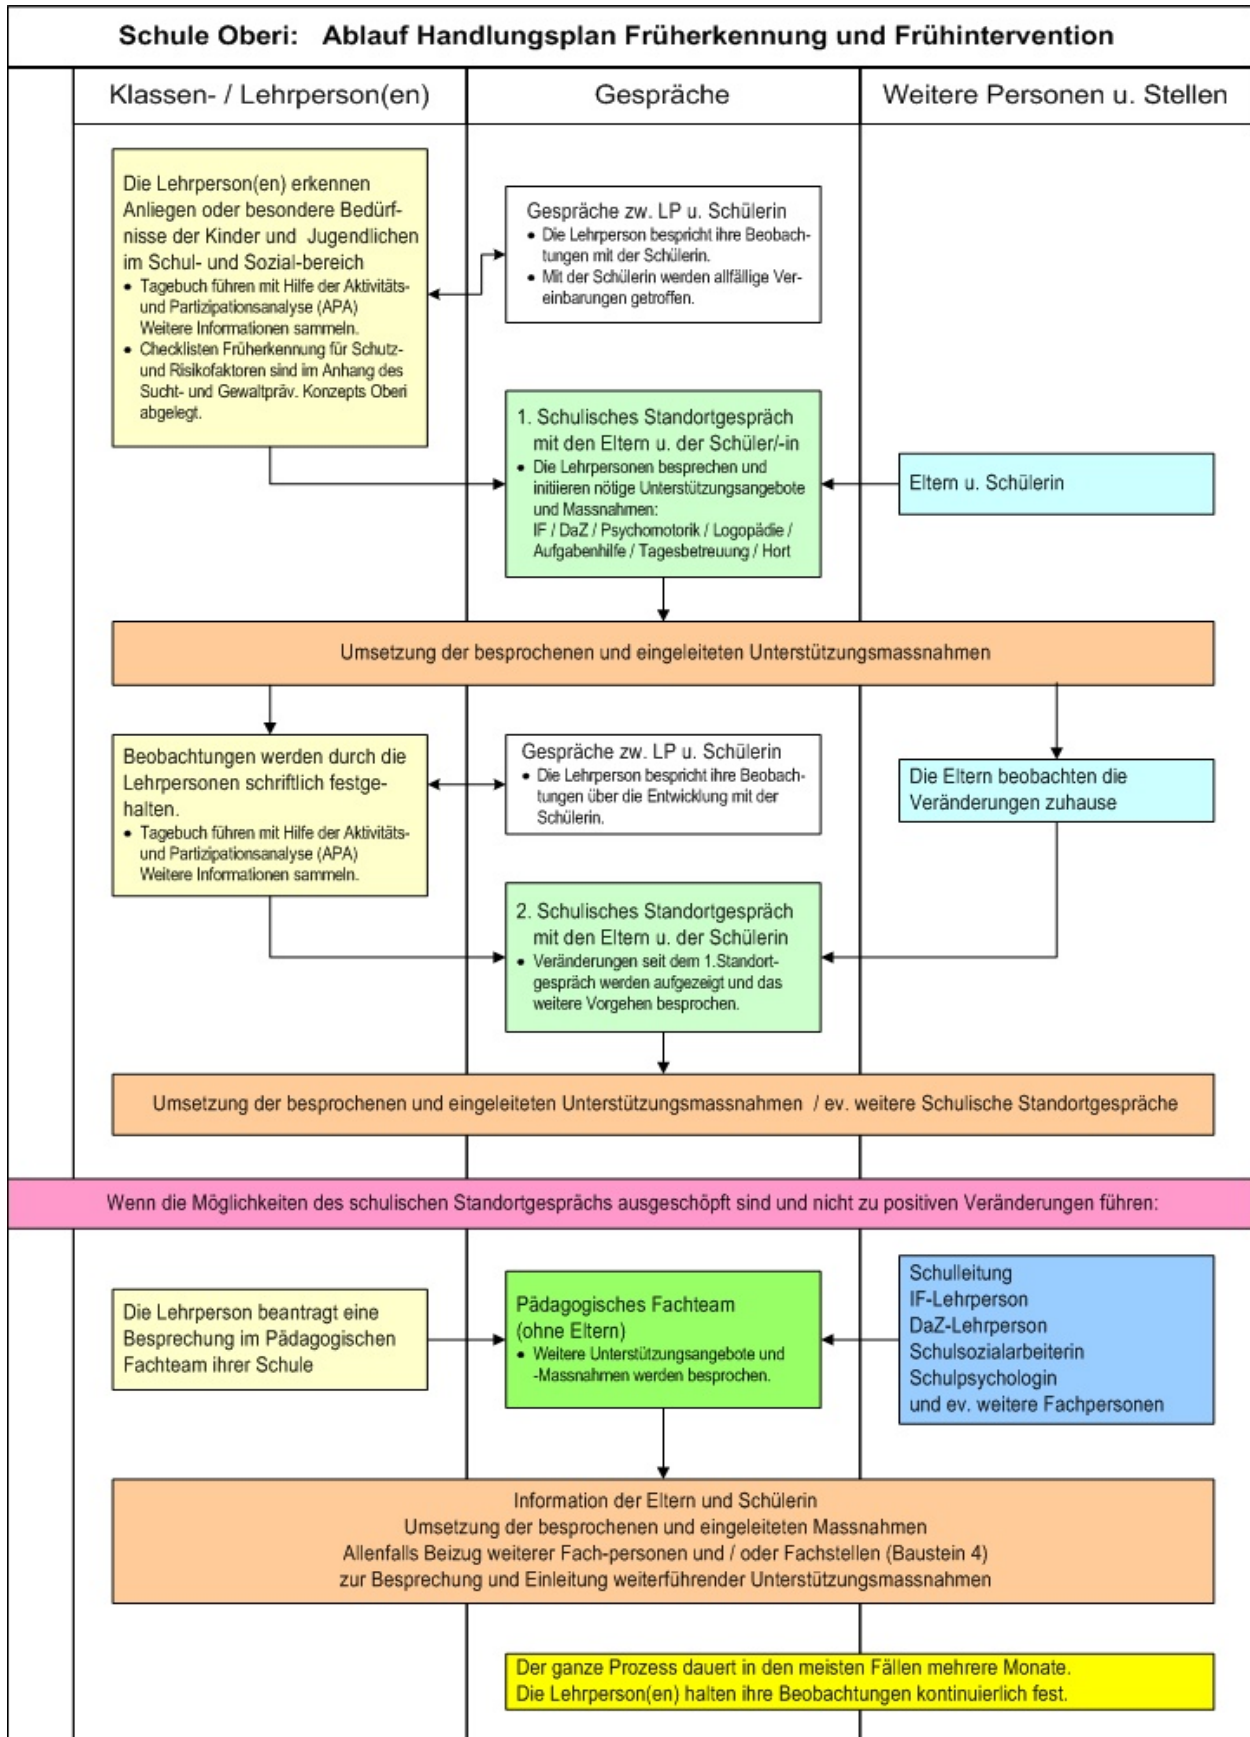 Schule Oberi: Ablauf Handlungsplan Früherkennung und Frühintervention
Klassen- / Lehrperson(en)
Gespräche
Weitere Personen u. Stellen
Die Lehrperson(en) erkennen
Anliegen oder besondere Bedürf-
nisse der Kinder und Jugendlichen
im Schul- und Sozial-bereich
• Tagebuch führen mit Hilfe der Aktivitäts-
und Partizipationsanalyse (APA)
Weitere Informationen sammeln.
• Checklisten Früherkennung für Schutz-
und Risikofaktoren sind im Anhang des
Sucht- und Gewaltpräv. Konzepts Oberi
abgelegt.
Gespräche zw. LP u. Schülerin
• Die Lehrperson bespricht ihre Beobach-
tungen mit der Schülerin.
• Mit der Schülerin werden allfällige Ver-
einbarungen getroffen.
1. Schulisches Standortgespräch
mit den Eltern u. der Schüler/-in
• Die Lehrpersonen besprechen und
initiieren nötige Unterstützungsangebote
und Massnahmen:
IF / DaZ / Psychomotorik / Logopädie /
Aufgabenhilfe / Tagesbetreuung / Hort
Eltern u. Schülerin
Umsetzung der besprochenen und eingeleiteten Unterstützungsmassnahmen
Beobachtungen werden durch die
Lehrpersonen schriftlich festge-
halten.
• Tagebuch führen mit Hilfe der Aktivitäts-
und Partizipationsanalyse (APA)
Weitere Informationen sammeln.
Gespräche zw. LP u. Schülerin
• Die Lehrperson bespricht ihre Beobach-
tungen über die Entwicklung mit der
Schülerin.
Die Eltern beobachten die
Veränderungen zuhause
2. Schulisches Standortgespräch
mit den Eltern u. der Schülerin
• Veränderungen seit dem 1.Standort-
gespräch werden aufgezeigt und das
weitere Vorgehen besprochen.
Umsetzung der besprochenen und eingeleiteten Unterstützungsmassnahmen / ev. weitere Schulische Standortgespräche
Wenn die Möglichkeiten des schulischen Standortgesprächs ausgeschöpft sind und nicht zu positiven Veränderungen führen:
Die Lehrperson beantragt eine
Besprechung im Pädagogischen
Fachteam ihrer Schule
Pädagogisches Fachteam
(ohne Eltern)
• Weitere Unterstützungsangebote und
-Massnahmen werden besprochen.
Schulleitung
IF-Lehrperson
DaZ-Lehrperson
Schulsozialarbeiterin
Schulpsychologin
und ev. weitere Fachpersonen
Information der Eltern und Schülerin
Umsetzung der besprochenen und eingeleiteten Massnahmen
Allenfalls Beizug weiterer Fach-personen und / oder Fachstellen (Baustein 4)
zur Besprechung und Einleitung weiterführender Unterstützungsmassnahmen
Der ganze Prozess dauert in den meisten Fällen mehrere Monate.
Die Lehrperson(en) halten ihre Beobachtungen kontinuierlich fest.